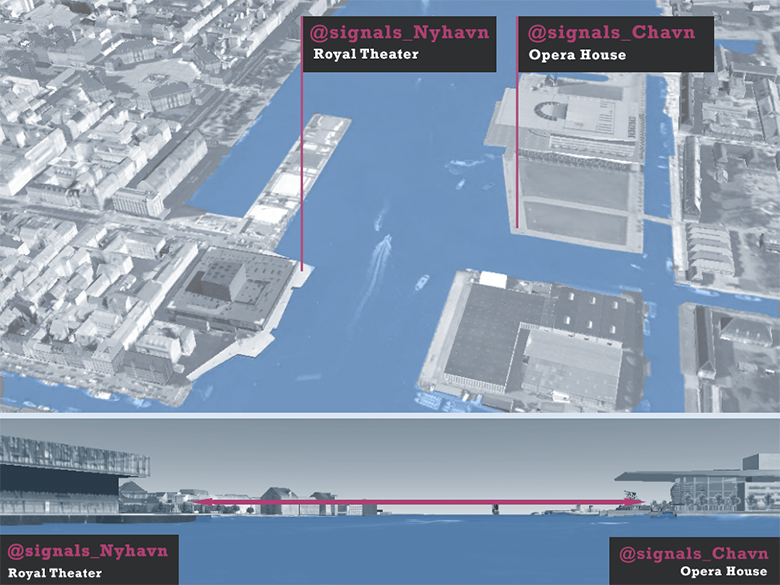 @signals_Nyhavn
Royal Theater
@signals_Chavn
Opera House
@signals_Nyhavn
Royal Theater
@signals_Chavn
Opera House